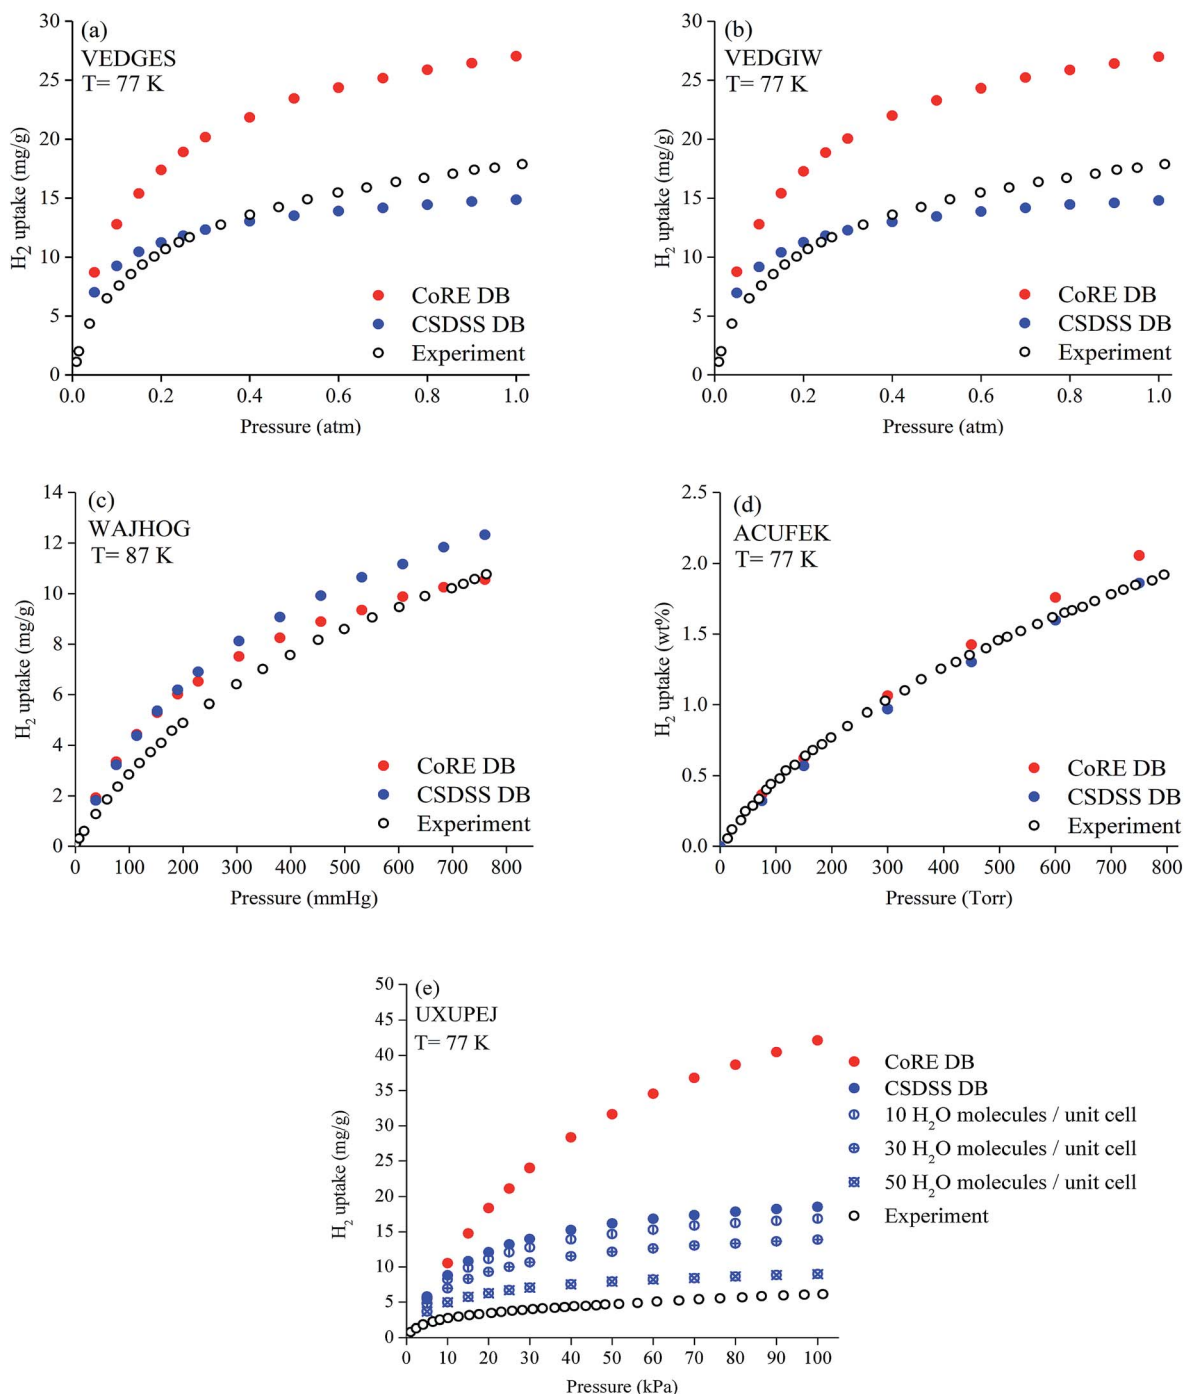 (a)
VEDGES
T= 77 K
30
25
20
15
10
5
0
H2 uptake (mg/g)
CoRE DB
CSDSS DB
Experiment
0.0 0.2 0.4 0.6 0.8 1.0
Pressure (atm)
(b)
VEDGIW
T= 77 K
30
25
20
15
10
5
0
H2 uptake (mg/g)
CoRE DB
CSDSS DB
Experiment
0.0 0.2 0.4 0.6 0.8 1.0
Pressure (atm)
(c)
WAJHOG
T= 87 K
14
12
10
8
6
4
2
0
H2 uptake (mg/g)
CoRE DB
CSDSS DB
Experiment
0 100 200 300 400 500 600 700 800
Pressure (mmHg)
(d)
ACUFEK
T= 77 K
2.5
2.0
1.5
1.0
0.5
0.0
H2 uptake (wt%)
CoRE DB
CSDSS DB
Experiment
0 100 200 300 400 500 600 700 800
Pressure (Torr)
(e)
UXUPEJ
T= 77 K
50
45
40
35
30
25
20
15
10
5
0
H2 uptake (mg/g)
CoRE DB
CSDSS DB
10 H2O molecules / unit cell
30 H2O molecules / unit cell
50 H2O molecules / unit cell
Experiment
0 10 20 30 40 50 60 70 80 90 100
Pressure (kPa)